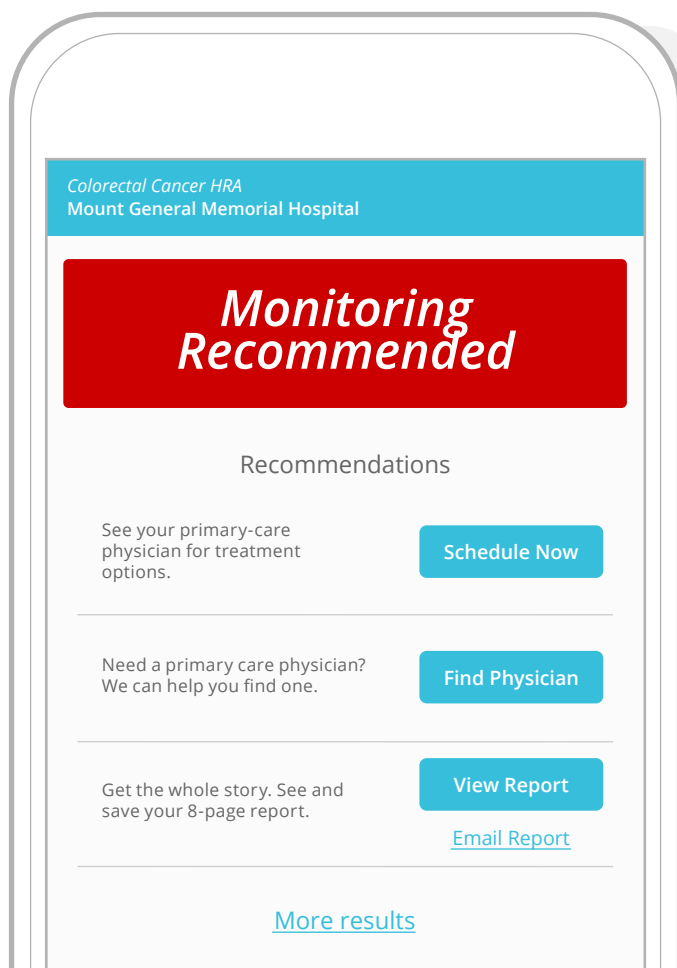 Colorectal Cancer HRA
Mount General Memorial Hospital
Monitoring
Recommended
Recommendations
See your primary-care
physician for treatment
options.
Schedule Now
Need a primary care physician?
We can help you find one.
Find Physician
Get the whole story. See and
save your 8-page report.
View Report
Email Report
More results